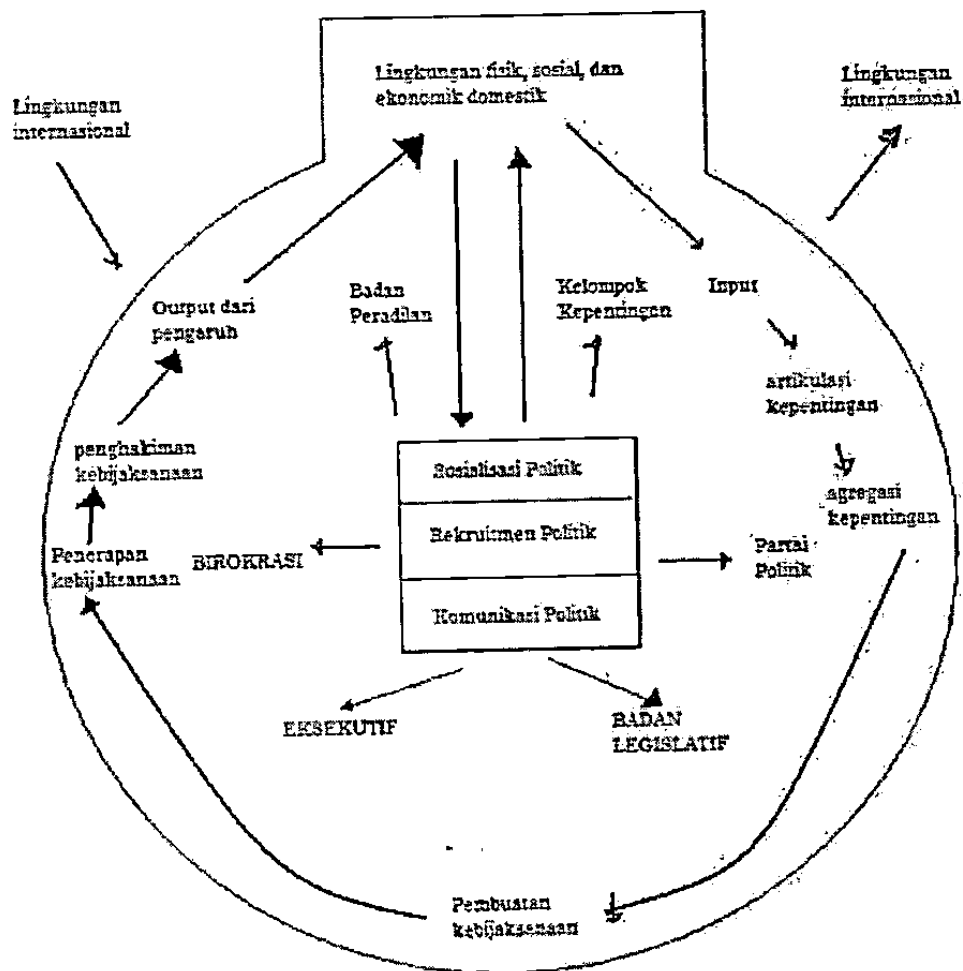 Lingkungan fisik, sosial, dan
ekonomik domestik
Lingkungan
internasional
Lingkungan
internasional
Output dari
pengaruh
Badan
Peradilan
Kelompok
Kepentingan
Input
artikulasi
kepentingan
penghakiman
kebijaksanaan
Sosialisasi Politik
agregasi
kepentingan
Penerapan
kebijaksanaan
BIROKRASI
Rekruitmen Politik
Partai
Politik
Komunikasi Politik
EKSEKUTIF
BADAN
LEGISLATIF
Pembuatan
kebijaksanaan